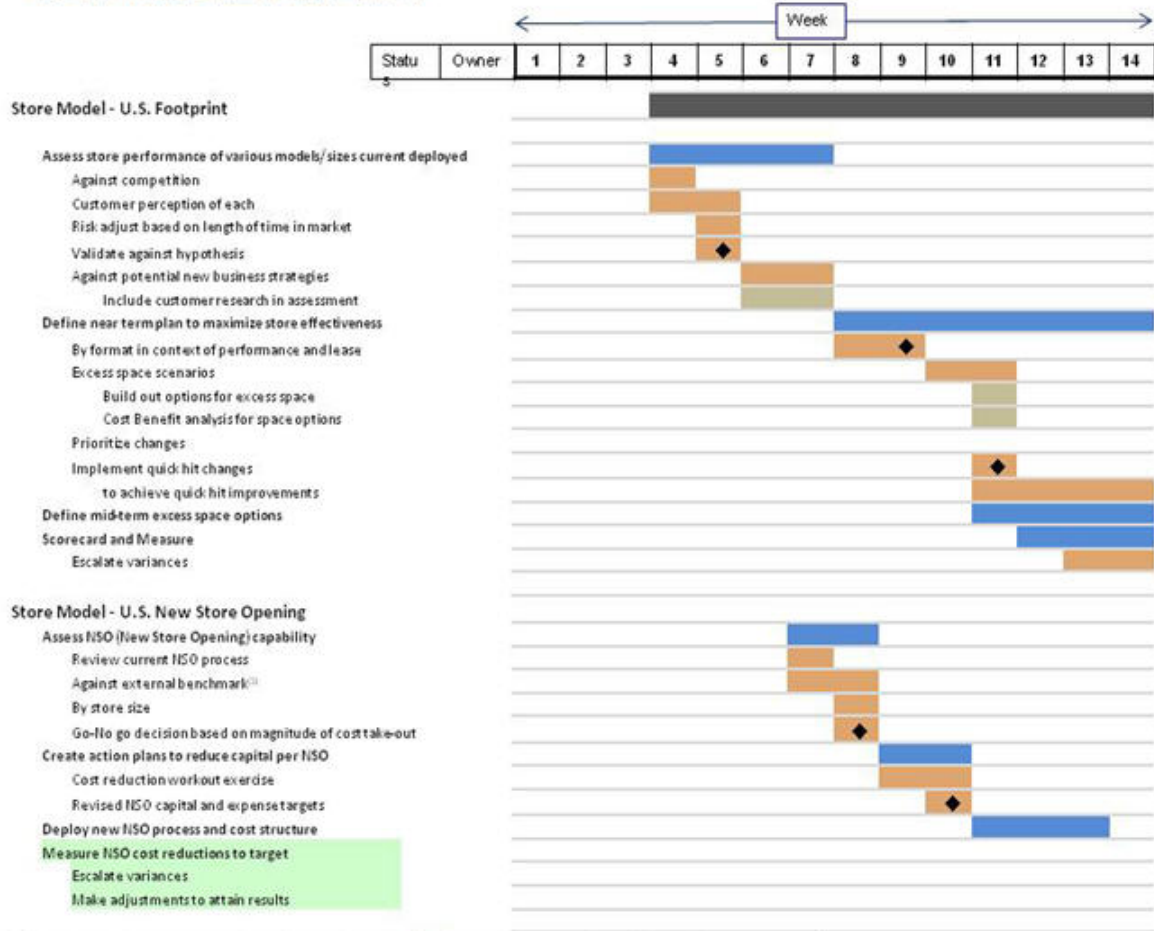 Week
Status Owner 1 2 3 4 5 6 7 8 9 10 11 12 13 14
Store Model - U.S. Footprint
Assess store performance of various models/sizes current deployed
Against competition
Customer perception of each
Risk adjust based on length of time in market
Validate against hypothesis
Against potential new business strategies
Include customer research in assessment
Define near term plan to maximize store effectiveness
By format in context of performance and lease
Excess space scenarios
Build out options for excess space
Cost Benefit analysis for space options
Prioritize changes
Implement quick hit changes
to achieve quick hit improvements
Define mid-term excess space options
Scorecard and Measure
Escalate variances
Store Model - U.S. New Store Opening
Assess NSO (New Store Opening) capability
Review current NSO process
Against external benchmark
By store size
Go-No go decision based on magnitude of cost take-out
Create action plans to reduce capital per NSO
Cost reduction workout exercise
Revised NSO capital and expense targets
Deploy new NSO process and cost structure
Measure NSO cost reductions to target
Escalate variances
Make adjustments to attain results